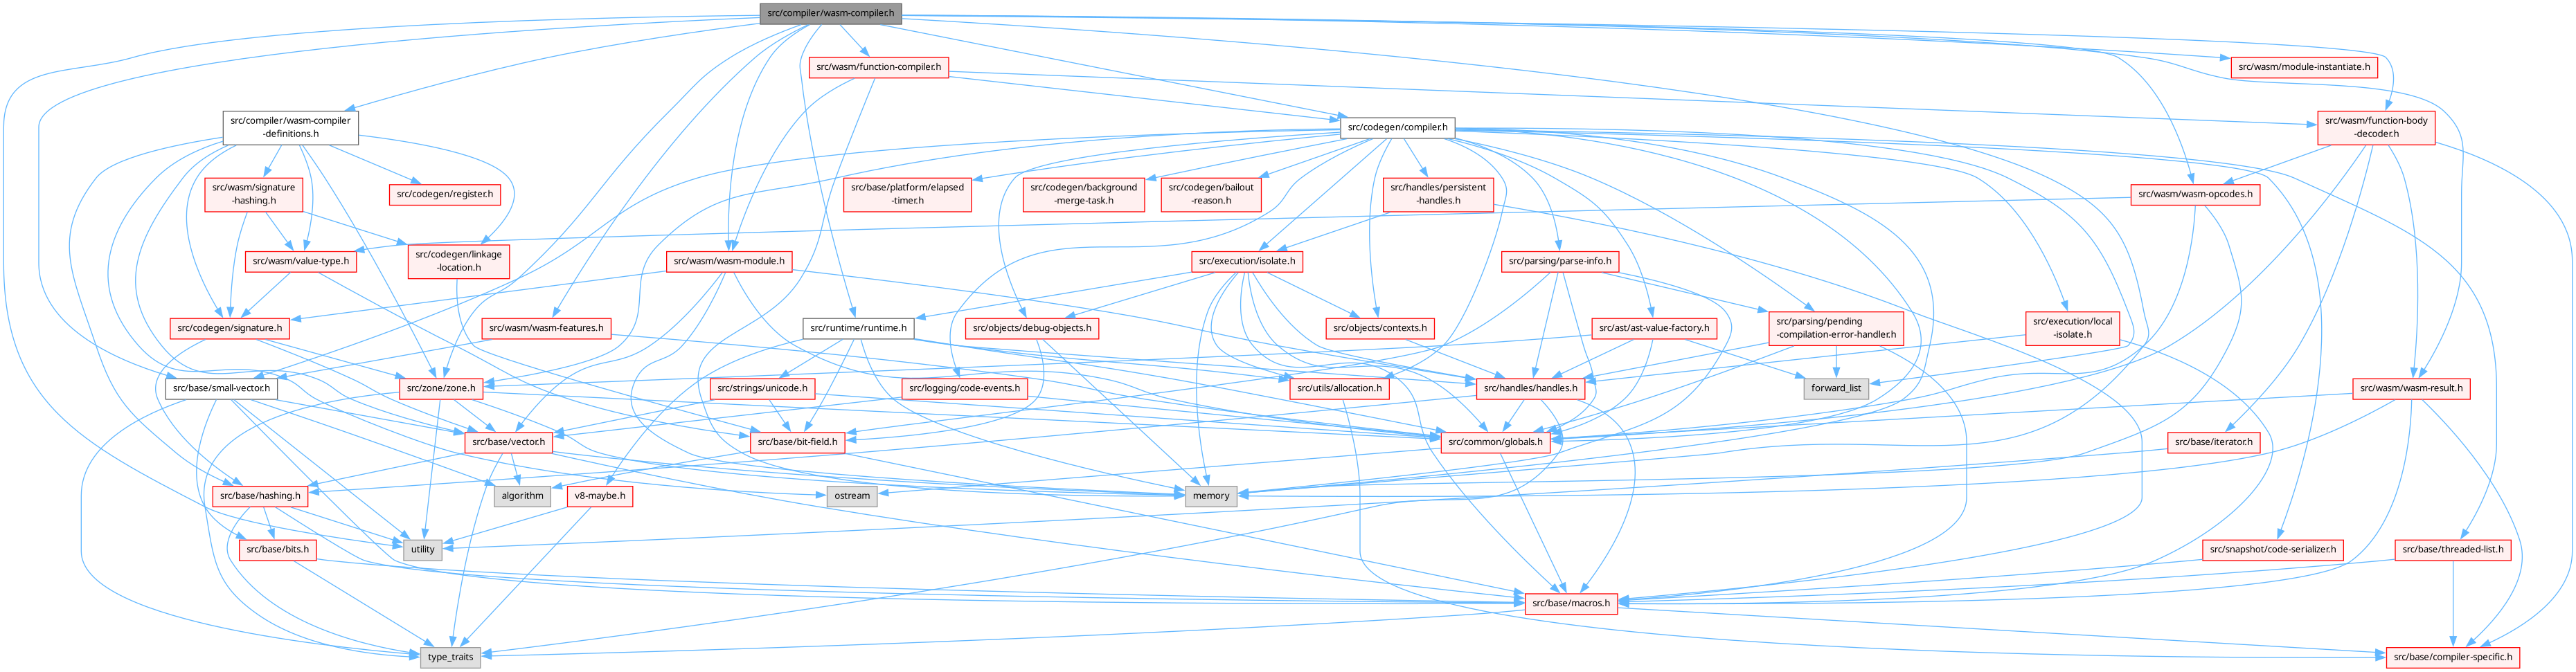 src/compiler/wasm-compiler.h
src/wasm/function-compiler.h
src/wasm/module-instantiate.h
src/compiler/wasm-compiler
-definitions.h
src/codegen/compiler.h
src/wasm/function-body
-decoder.h
src/wasm/signature
-hashing.h
src/codegen/register.h
src/base/platform/elapsed
-timer.h
src/codegen/background
-merge-task.h
src/codegen/bailout
-reason.h
src/handles/persistent
-handles.h
src/wasm/wasm-opcodes.h
src/wasm/value-type.h
src/codegen/linkage
-location.h
src/wasm/wasm-module.h
src/execution/isolate.h
src/parsing/parse-info.h
src/codegen/signature.h
src/wasm/wasm-features.h
src/runtime/runtime.h
src/objects/debug-objects.h
src/objects/contexts.h
src/ast/ast-value-factory.h
src/parsing/pending
-compilation-error-handler.h
src/execution/local
-isolate.h
src/base/small-vector.h
src/zone/zone.h
src/strings/unicode.h
src/logging/code-events.h
src/utils/allocation.h
src/handles/handles.h
forward_list
src/wasm/wasm-result.h
src/base/vector.h
src/base/bit-field.h
src/common/globals.h
src/base/iterator.h
src/base/hashing.h
algorithm
v8-maybe.h
ostream
memory
src/base/bits.h
utility
src/snapshot/code-serializer.h
src/base/threaded-list.h
src/base/macros.h
type_traits
src/base/compiler-specific.h